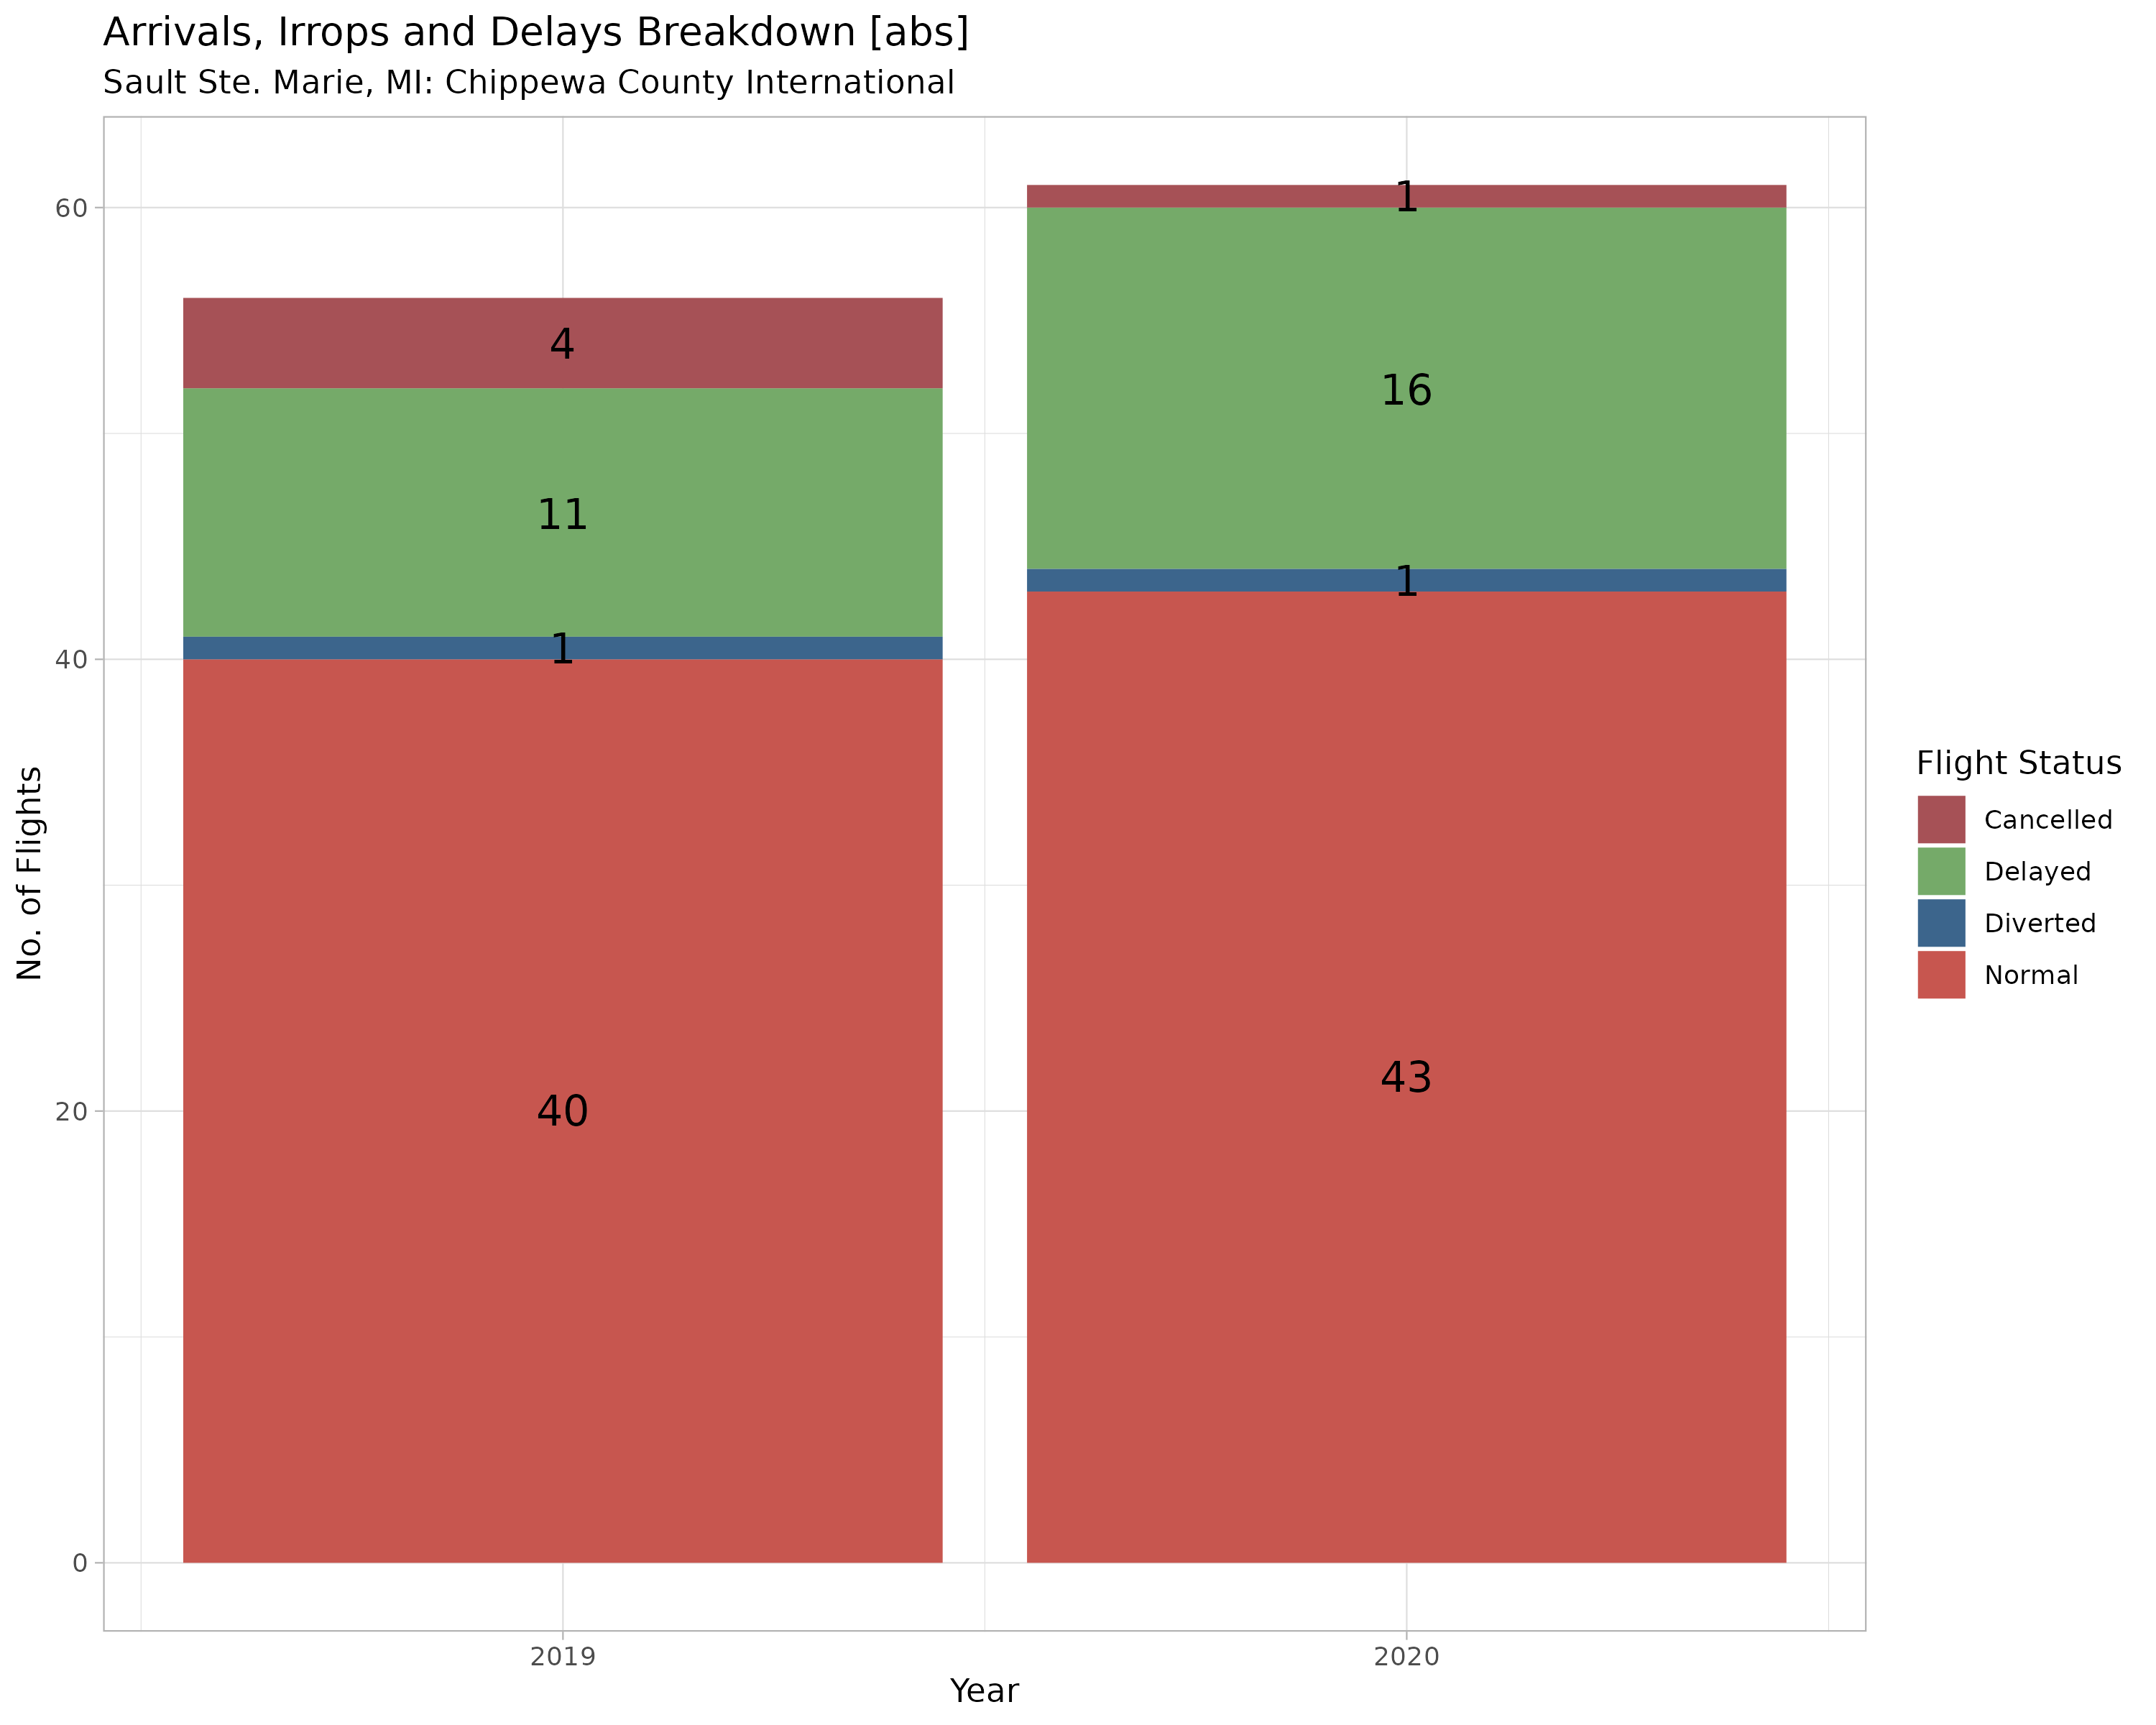 Arrivals, Irrops and Delays Breakdown [abs]
Sault Ste. Marie, MI: Chippewa County International
No. of Flights
60
40
20
0
4
11
1
40
1
16
1
43
2019
2020
Year
Flight Status
Cancelled
Delayed
Diverted
Normal